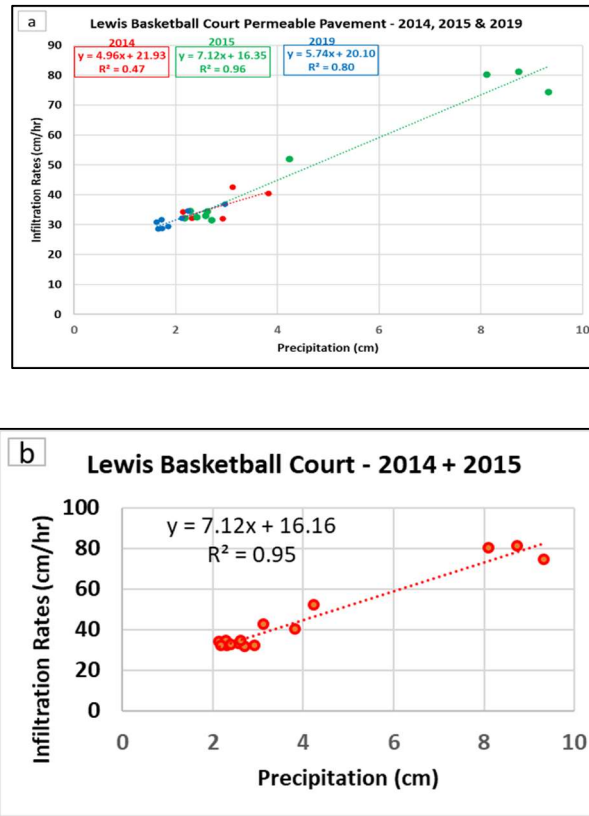 a
Lewis Basketball Court Permeable Pavement - 2014, 2015 & 2019
2014 2015 2019
y = 4.96x + 21.93 y = 7.12x + 16.35 y = 5.74x + 20.10
R² = 0.47 R² = 0.96 R² = 0.80
Infiltration Rates (cm/hr)
90
80
70
60
50
40
30
20
10
0
0 2 4 6 8 10
Precipitation (cm)
b
Lewis Basketball Court - 2014 + 2015
y = 7.12x + 16.16
R² = 0.95
Infiltration Rates (cm/hr)
100
80
60
40
20
0
0 2 4 6 8 10
Precipitation (cm)